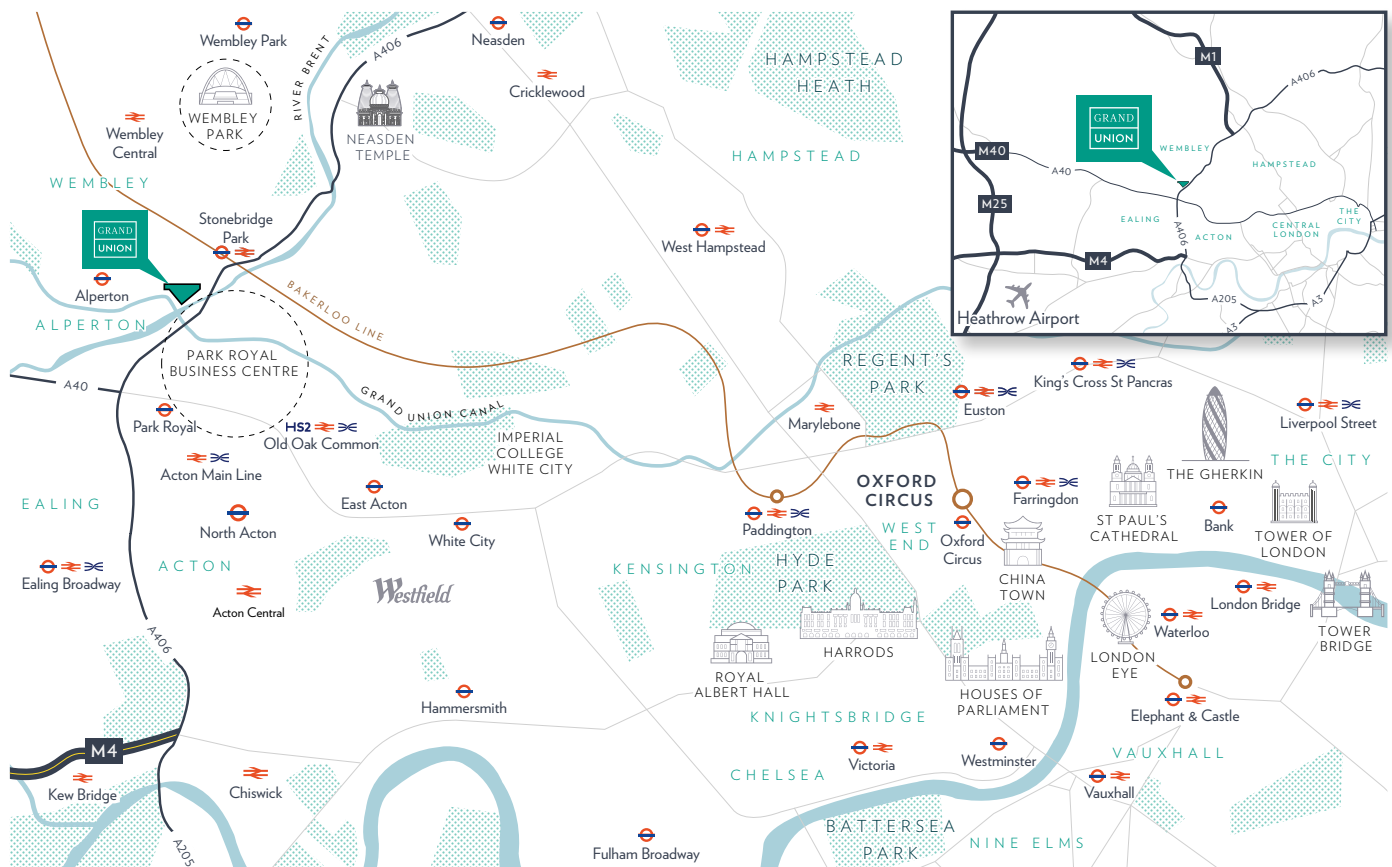 Wembley Park
WEMBLEY
PARK
RIVER BRENT
A406
Neasden
Cricklewood
NEASDEN
TEMPLE
HAMPSTEAD
HEATH
HAMPSTEAD
Wembley
Central
WEMBLEY
GRAND
UNION
Stonebridge
Park
Alperton
ALPERTON
West Hampstead
BAKERLOO LINE
PARK ROYAL
BUSINESS CENTRE
A40
GRAND UNION CANAL
Park Royal
HS2
Old Oak Common
Acton Main Line
IMPERIAL
COLLEGE
WHITE CITY
EALING
North Acton
East Acton
White City
Ealing Broadway
ACTON
Acton Central
Westfield
A406
Hammersmith
M4
Kew Bridge
Chiswick
A205
Fulham Broadway
REGENT'S
PARK
Marylebone
Euston
King's Cross St Pancras
Liverpool Street
THE GHERKIN
THE CITY
OXFORD
CIRCUS
Paddington
WEST
END
Oxford
Circus
Farringdon
ST PAUL'S
CATHEDRAL
Bank
TOWER OF
LONDON
KENSINGTON
HYDE
PARK
CHINA
TOWN
London Bridge
TOWER
BRIDGE
HARRODS
ROYAL
ALBERT HALL
HOUSES OF
PARLIAMENT
LONDON
EYE
Waterloo
Elephant & Castle
KNIGHTSBRIDGE
CHELSEA
Victoria
Westminster
VAUXHALL
Vauxhall
BATTERSEA
PARK
NINE ELMS
M1
A406
GRAND
UNION
WEMBLEY
HAMPSTEAD
M40
A40
M25
EALING
A406
ACTON
CENTRAL
LONDON
THE
CITY
M4
A205
A3
A3
Heathrow Airport